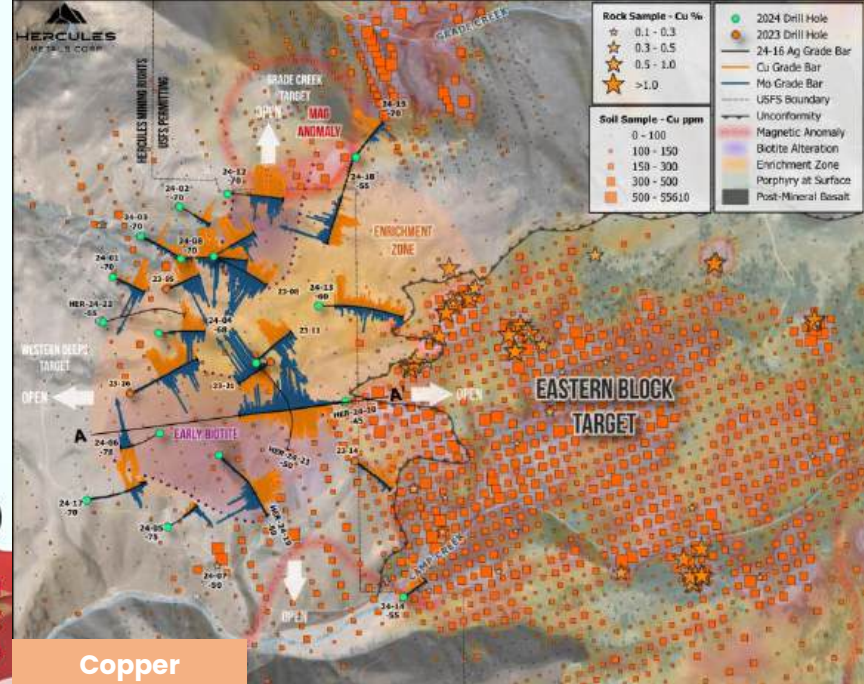 HERCULES
METALS CORP.
HERCULES MINING RIGHTS
USFS PERMITTING
GRADE CREEK
GRADE CREEK
TARGET
OPEN
MAG
ANOMALY
24-15
-70
24-18
-55
24-12
-70
24-02
-70
24-03
-70
24-08
-70
24-01
-70
23-05
23-08
ENRICHMENT
ZONE
24-13
-60
HER-24-22
-55
24-04
-68
23-11
WESTERN DEEPS
TARGET
OPEN
23-21
A
A'
OPEN
HER-24-20
-45
EASTERN BLOCK
TARGET
EARLY BIOTITE
24-06
-75
HER-24-21
-50
23-14
24-17
-70
24-05
-75
HER-24-19
24-07
-50
OPEN
CAMP CREEK
24-14
-55
Rock Sample - Cu %
0.1 - 0.3
0.3 - 0.5
0.5 - 1.0
>1.0
Soil Sample - Cu ppm
0 - 100
100 - 150
150 - 300
300 - 500
500 - 55610
2024 Drill Hole
2023 Drill Hole
24-16 Ag Grade Bar
Cu Grade Bar
Mo Grade Bar
USFS Boundary
Unconformity
Magnetic Anomaly
Biotite Alteration
Enrichment Zone
Porphyry at Surface
Post-Mineral Basalt
Copper